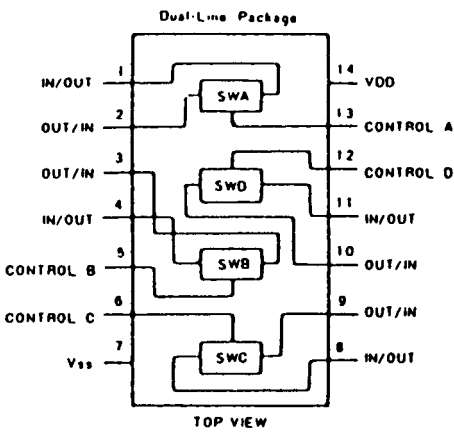 Dual-Line Package
IN/OUT 1
14 VDD
SWA
OUT/IN 2
13 CONTROL A
OUT/IN 3
12 CONTROL D
SWD
IN/OUT 4
11 IN/OUT
CONTROL B 5
SWB
10 OUT/IN
CONTROL C 6
9 OUT/IN
Vss 7
SWC
8 IN/OUT
TOP VIEW